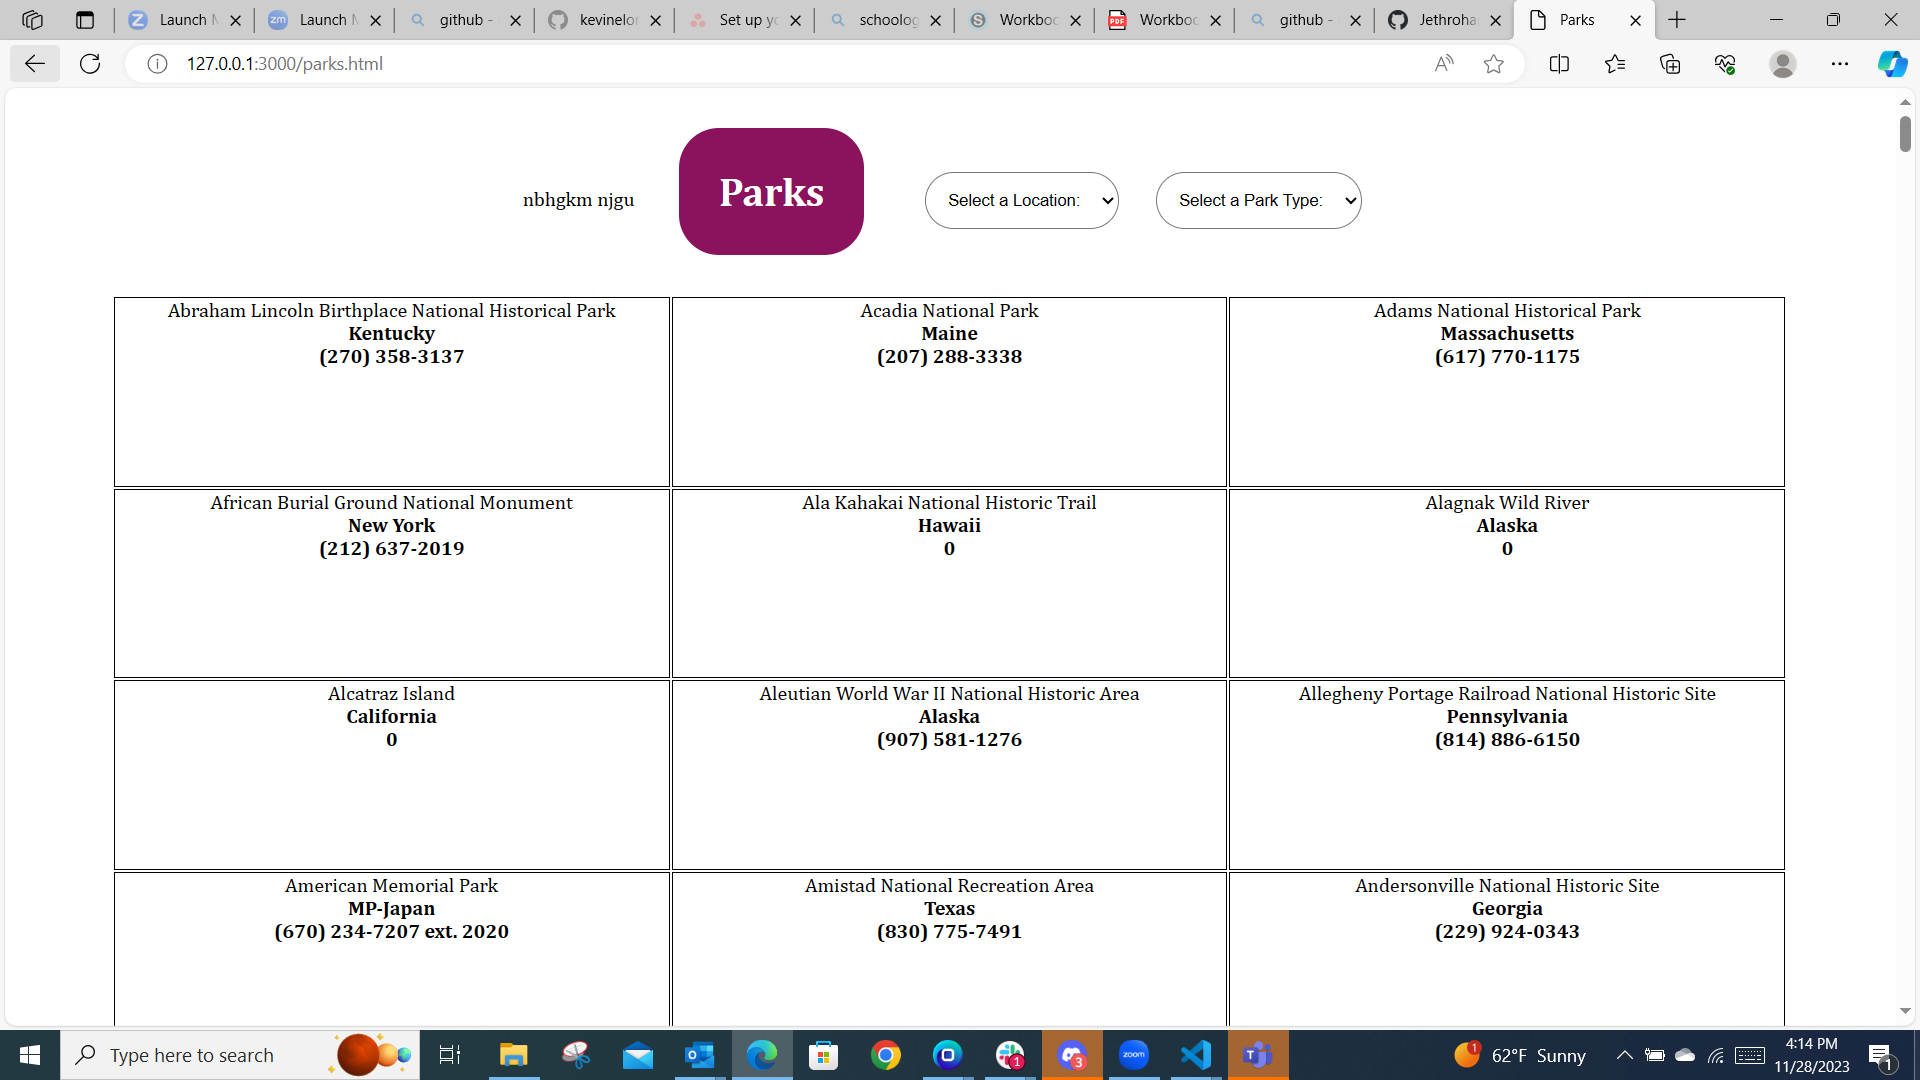 Launch M
Launch M
github -
kevinelor
Set up yo
schoolog
Workboo
Workboo
github -
Jethroha
Parks
127.0.0.1:3000/parks.html
nbhgkm njgu
Parks
Select a Location:
Select a Park Type:
Abraham Lincoln Birthplace National Historical Park
Kentucky
(270) 358-3137
Acadia National Park
Maine
(207) 288-3338
Adams National Historical Park
Massachusetts
(617) 770-1175
African Burial Ground National Monument
New York
(212) 637-2019
Ala Kahakai National Historic Trail
Hawaii
0
Alagnak Wild River
Alaska
0
Alcatraz Island
California
0
Aleutian World War II National Historic Area
Alaska
(907) 581-1276
Allegheny Portage Railroad National Historic Site
Pennsylvania
(814) 886-6150
American Memorial Park
MP-Japan
(670) 234-7207 ext. 2020
Amistad National Recreation Area
Texas
(830) 775-7491
Andersonville National Historic Site
Georgia
(229) 924-0343
Type here to search
zoom
1
3
1
62°F Sunny
4:14 PM
11/28/2023
1